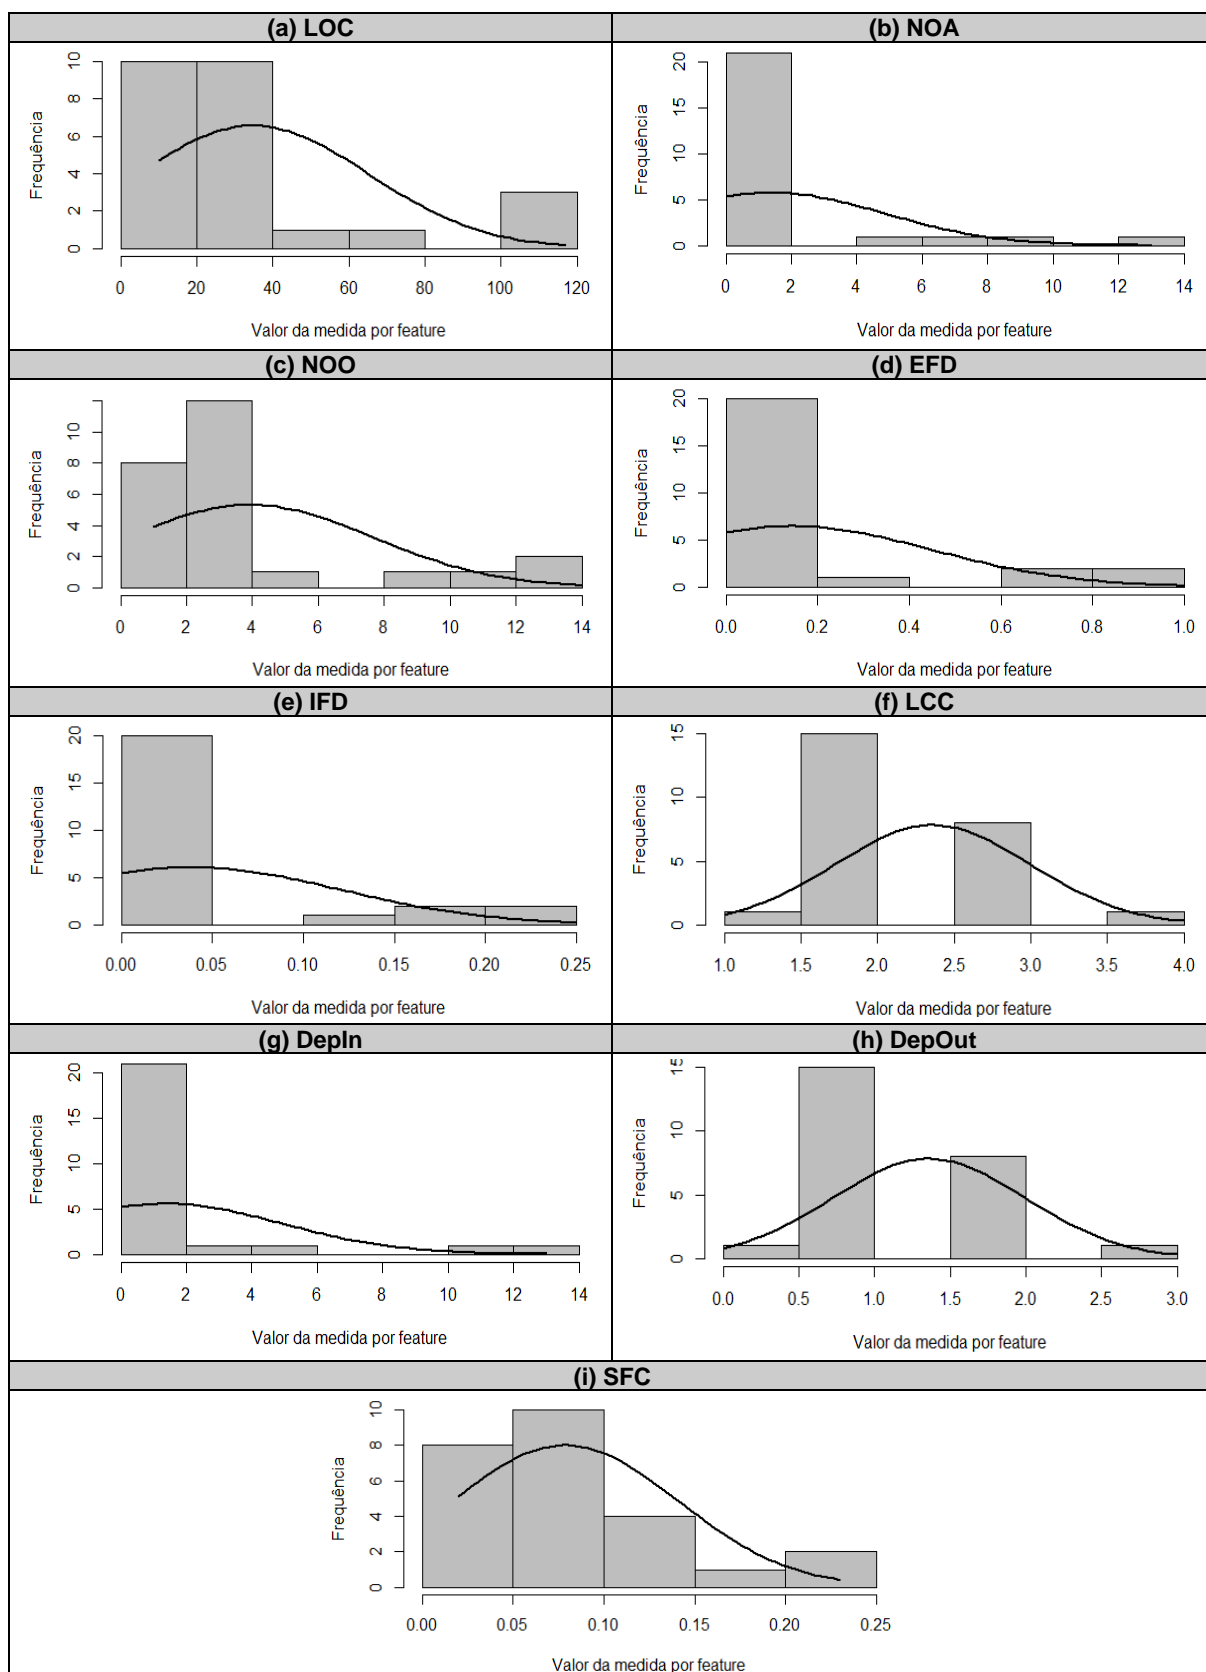 (a) LOC
(b) NOA
Frequência
0 2 4 6 8 10
0 20 40 60 80 100 120
Valor da medida por feature
Frequência
0 5 10 15 20
0 2 4 6 8 10 12 14
Valor da medida por feature
(c) NOO
(d) EFD
Frequência
0 2 4 6 8 10
0 2 4 6 8 10 12 14
Valor da medida por feature
Frequência
0 5 10 15 20
0.0 0.2 0.4 0.6 0.8 1.0
Valor da medida por feature
(e) IFD
(f) LCC
Frequência
0 5 10 15 20
0.00 0.05 0.10 0.15 0.20 0.25
Valor da medida por feature
Frequência
0 5 10 15
1.0 1.5 2.0 2.5 3.0 3.5 4.0
Valor da medida por feature
(g) DepIn
(h) DepOut
Frequência
0 5 10 15 20
0 2 4 6 8 10 12 14
Valor da medida por feature
Frequência
0 5 10 15
0.0 0.5 1.0 1.5 2.0 2.5 3.0
Valor da medida por feature
(i) SFC
Frequência
0 2 4 6 8 10
0.00 0.05 0.10 0.15 0.20 0.25
Valor da medida por feature